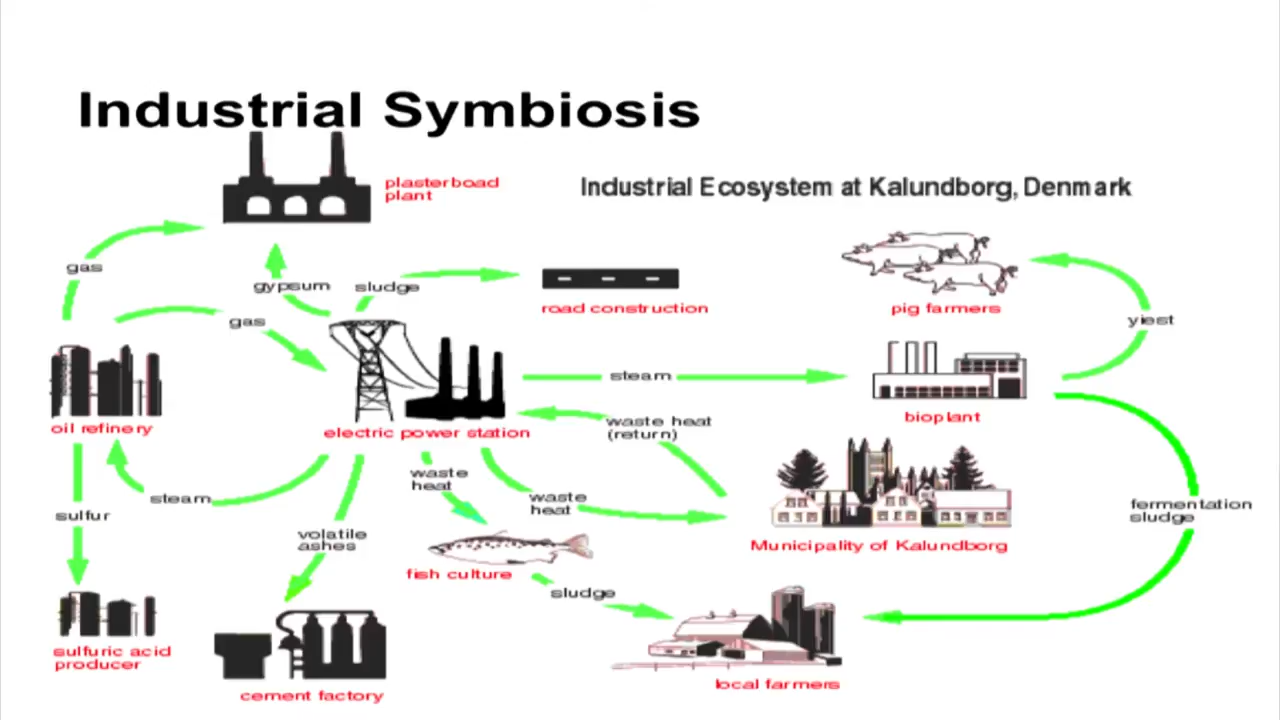 Industrial Symbiosis
plasterboad
plant
Industrial Ecosystem at Kalundborg, Denmark
gas
gypsum
sludge
road construction
pig farmers
gas
yiest
oil refinery
electric power station
steam
bioplant
waste heat
(return)
steam
sulfur
waste
heat
waste
heat
fermentation
sludge
volatile
ashes
Municipality of Kalundborg
fish culture
sludge
sulfuric acid
producer
cement factory
local farmers